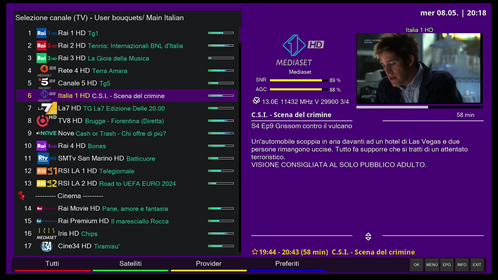 Selezione canale (TV) - User bouquets/ Main Italian
mer 08.05. | 20:18
1 Rai 1 HD Tg1
2 Rai 2 HD Tennis: Internazionali BNL d'Italia
3 Rai 3 HD La Gioia della Musica
4 Rete 4 HD Terra Amara
5 Canale 5 HD Tg5
6 Italia 1 HD C.S.I. - Scena del crimine
7 La7 HD TG La7 Edizione Delle 20.00
8 TV8 HD Brugge - Fiorentina (Diretta)
9 NOVE Nove Cash or Trash - Chi offre di più?
10 Rai 4 HD Bones
11 SMTv San Marino HD Batticuore
12 RSI LA 1 HD Telegiornale
13 RSI LA 2 HD Road to UEFA EURO 2024
--------- Cinema ---------
14 Rai Movie HD Pane, amore e fantasia
15 Rai Premium HD Il maresciallo Rocca
16 Iris HD Chips
17 Cine34 HD Tiramisu'
HD
MEDIASET
Mediaset
SNR 89 %
AGC 88 %
13.0E 11432 MHz V 29900 3/4
Italia 1 HD
C.S.I. - Scena del crimine
58 min
S4 Ep9 Grissom contro il vulcano
Un'automobile scoppia in aria davanti ad un hotel di Las Vegas e due
persone rimangono uccise. Tutto fa supporre che si tratti di un attentato
terroristico.
VISIONE CONSIGLIATA AL SOLO PUBBLICO ADULTO.
19:44 - 20:43 (58 min) C.S.I. - Scena del crimine
Tutti
Satelliti
Provider
Preferiti
OK
MENU
EPG
INFO
EXIT